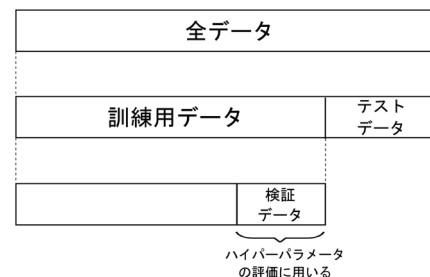 全データ
訓練用データ
テスト
データ
検証
データ
ハイパーパラメータ
の評価に用いる